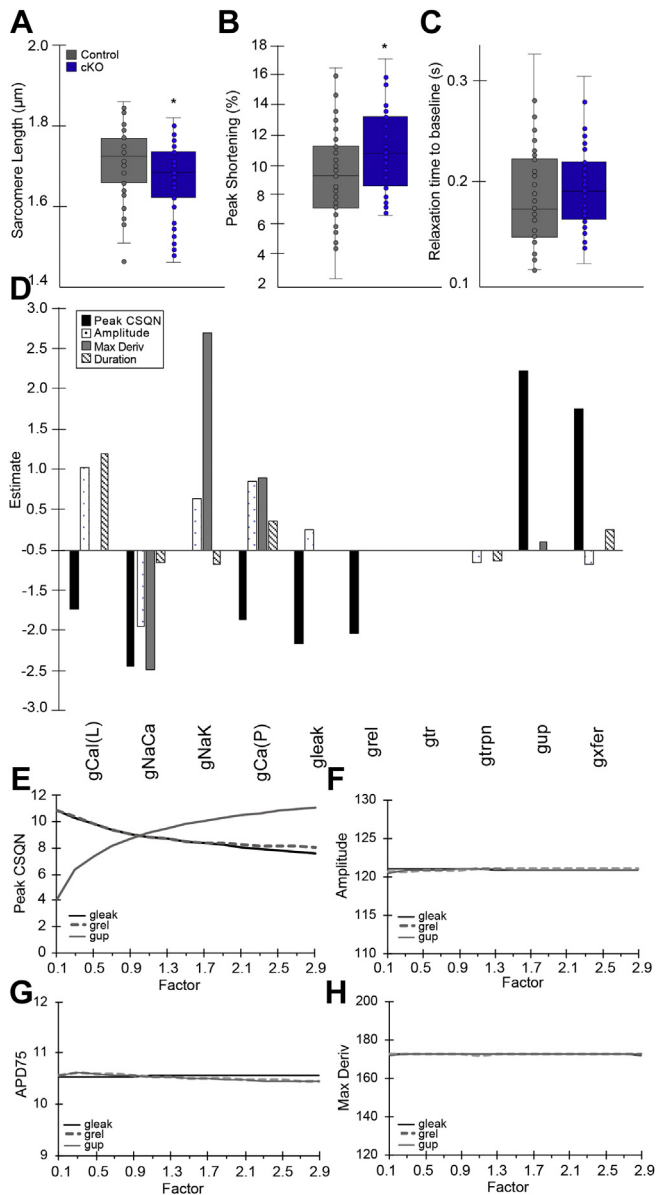 A
B
C
Control
cKO
*
*
2.0
1.8
1.6
1.4
Sarcomere Length (μm)
18
16
14
12
10
8
6
4
2
Peak Shortening (%)
0.3
0.2
0.1
Relaxation time to baseline (s)
D
3.0
2.5
2.0
1.5
1.0
0.5
-0.5
-1.0
-1.5
-2.0
-2.5
-3.0
Estimate
Peak CSQN
Amplitude
Max Deriv
Duration
gCal(L)
gNaCa
gNaK
gCa(P)
gleak
grel
gtr
gtrpn
gup
gxfer
E
12
10
8
6
4
2
0
Peak CSQN
gleak
grel
gup
0.1 0.5 0.9 1.3 1.7 2.1 2.5 2.9
Factor
F
130
125
120
115
110
Amplitude
gleak
grel
gup
0.1 0.5 0.9 1.3 1.7 2.1 2.5 2.9
Factor
G
12
11
10
9
APD75
gleak
grel
gup
0.1 0.5 0.9 1.3 1.7 2.1 2.5 2.9
Factor
H
200
180
160
140
120
Max Deriv
gleak
grel
gup
0.1 0.5 0.9 1.3 1.7 2.1 2.5 2.9
Factor